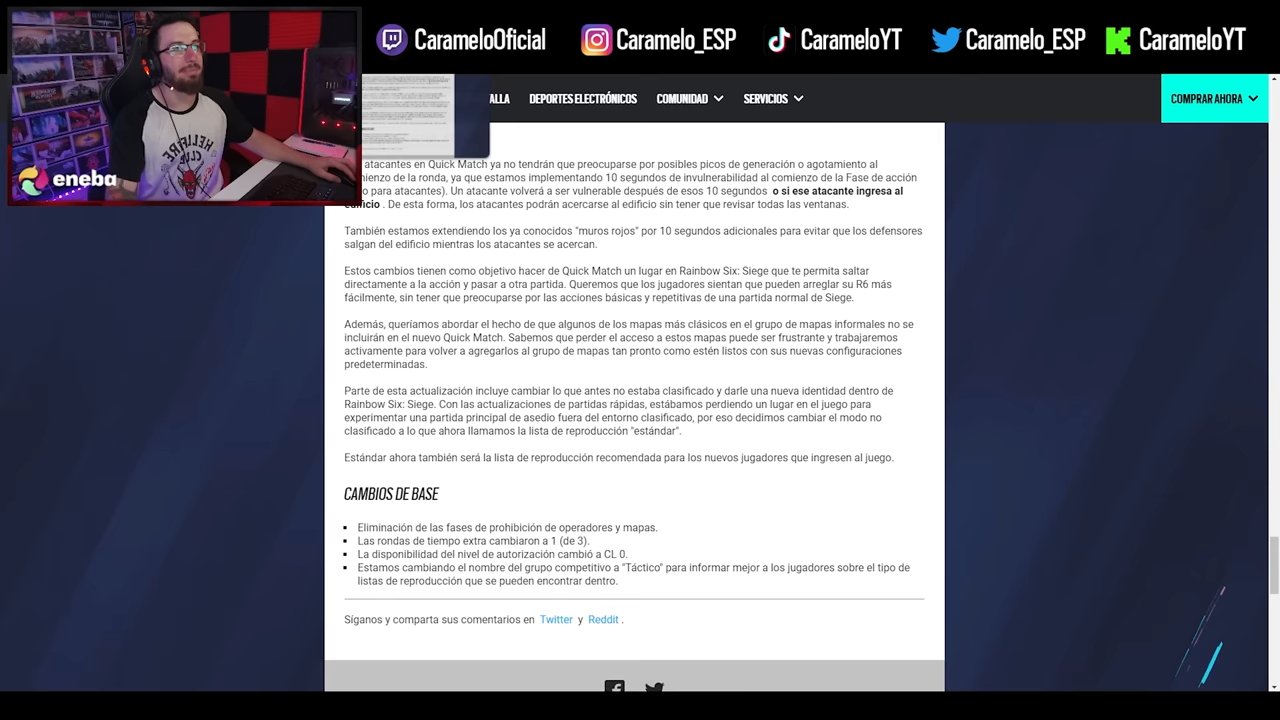 CarameloOficial
Caramelo_ESP
CarameloYT
Caramelo_ESP
CarameloYT
ALLA
DEPORTES ELECTRÓNICOS
COMUNIDAD
SERVICIOS
COMPRAR AHORA
HELLFIRE
CLUB
eneba
atacantes en Quick Match ya no tendrán que preocuparse por posibles picos de generación o agotamiento al
mienzo de la ronda, ya que estamos implementando 10 segundos de invulnerabilidad al comienzo de la Fase de acción
o para atacantes). Un atacante volverá a ser vulnerable después de esos 10 segundos o si ese atacante ingresa al
edificio . De esta forma, los atacantes podrán acercarse al edificio sin tener que revisar todas las ventanas.
También estamos extendiendo los ya conocidos "muros rojos" por 10 segundos adicionales para evitar que los defensores
salgan del edificio mientras los atacantes se acercan.
Estos cambios tienen como objetivo hacer de Quick Match un lugar en Rainbow Six: Siege que te permita saltar
directamente a la acción y pasar a otra partida. Queremos que los jugadores sientan que pueden arreglar su R6 más
fácilmente, sin tener que preocuparse por las acciones básicas y repetitivas de una partida normal de Siege.
Además, queríamos abordar el hecho de que algunos de los mapas más clásicos en el grupo de mapas informales no se
incluirán en el nuevo Quick Match. Sabemos que perder el acceso a estos mapas puede ser frustrante y trabajaremos
activamente para volver a agregarlos al grupo de mapas tan pronto como estén listos con sus nuevas configuraciones
predeterminadas.
Parte de esta actualización incluye cambiar lo que antes no estaba clasificado y darle una nueva identidad dentro de
Rainbow Six: Siege. Con las actualizaciones de partidas rápidas, estábamos perdiendo un lugar en el juego para
experimentar una partida principal de asedio fuera del entorno clasificado, por eso decidimos cambiar el modo no
clasificado a lo que ahora llamamos la lista de reproducción "estándar".
Estándar ahora también será la lista de reproducción recomendada para los nuevos jugadores que ingresen al juego.
CAMBIOS DE BASE
Eliminación de las fases de prohibición de operadores y mapas.
Las rondas de tiempo extra cambiaron a 1 (de 3).
La disponibilidad del nivel de autorización cambió a CL 0.
Estamos cambiando el nombre del grupo competitivo a "Táctico" para informar mejor a los jugadores sobre el tipo de
listas de reproducción que se pueden encontrar dentro.
Síganos y comparta sus comentarios en Twitter y Reddit .